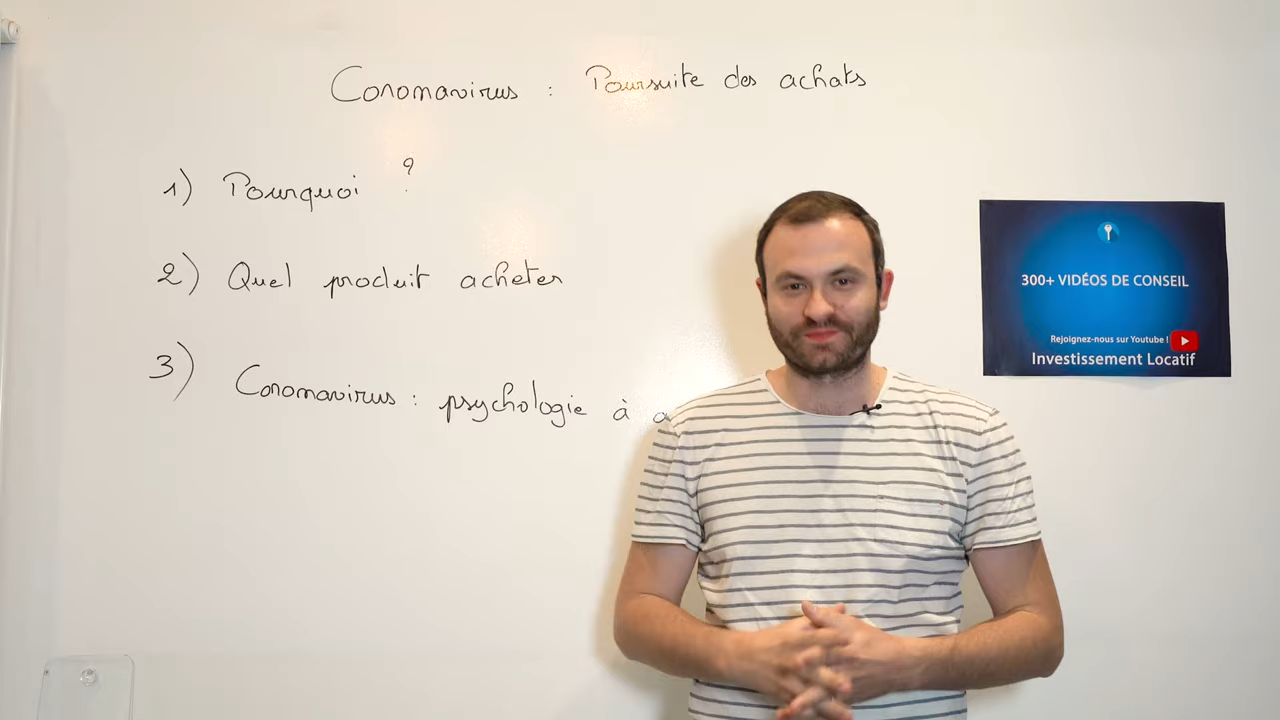 Coronavirus : Poursuite des achats
1) Pourquoi ?
2) Quel produit acheter
3) Coronavirus : psychologie à
300+ VIDÉOS DE CONSEIL
Rejoignez-nous sur Youtube !
Investissement Locatif